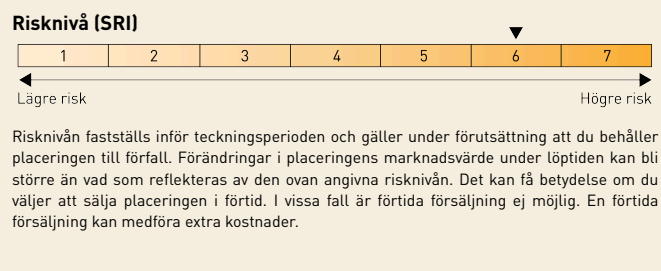 Risknivå (SRI)
1 2 3 4 5 6 7
Lägre risk Högre risk
Risknivån fastställs inför teckningsperioden och gäller under förutsättning att du behåller
placeringen till förfall. Förändringar i placeringens marknadsvärde under löptiden kan bli
större än vad som reflekteras av den ovan angivna risknivån. Det kan få betydelse om du
väljer att sälja placeringen i förtid. I vissa fall är förtida försäljning ej möjlig. En förtida
försäljning kan medföra extra kostnader.